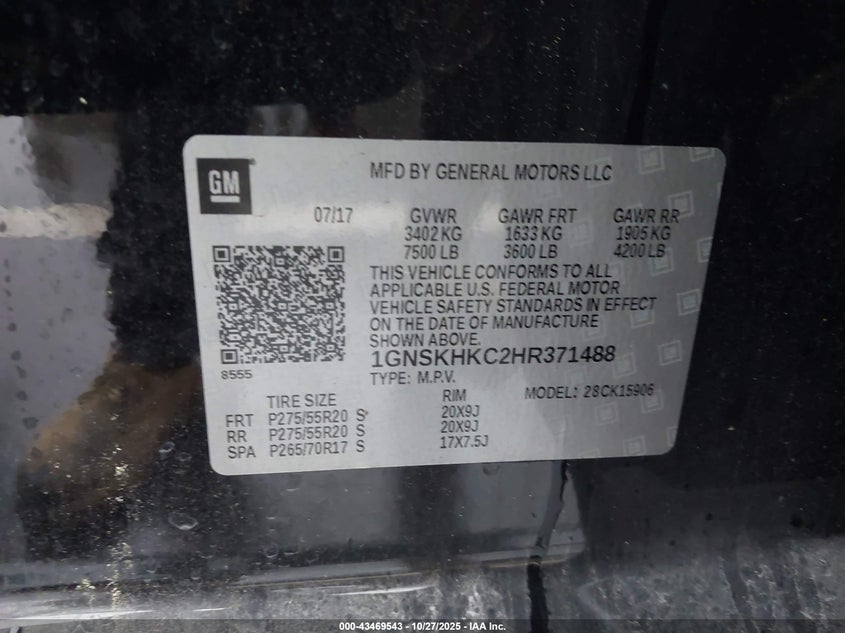 GM
MFD BY GENERAL MOTORS LLC
07/17 GVWR GAWR FRT GAWR RR
3402 KG 1633 KG 1905 KG
7500 LB 3600 LB 4200 LB
THIS VEHICLE CONFORMS TO ALL
APPLICABLE U.S. FEDERAL MOTOR
VEHICLE SAFETY STANDARDS IN EFFECT
ON THE DATE OF MANUFACTURE
SHOWN ABOVE.
8555
1GNSKHKC2HR371488
TYPE: M.P.V. MODEL: 28CK15906
TIRE SIZE RIM
FRT P275/55R20 S 20X9J
RR P275/55R20 S 20X9J
SPA P265/70R17 S 17X7.5J
000-43469543 - 10/27/2025 - IAA Inc.